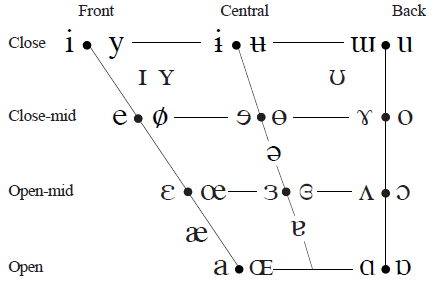 Front Central Back
Close i y ɨ ʉ ɯ u
ɪ ʏ ʊ
Close-mid e ø ɘ ɵ ɤ o
ə
Open-mid ɛ œ ɜ ɞ ʌ ɔ
æ ɐ
Open a ɶ ɑ ɒ